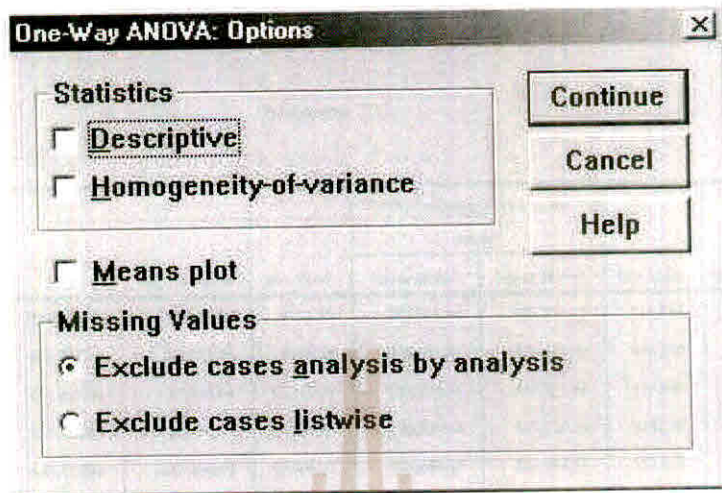 One-Way ANOVA: Options
Statistics
Descriptive
Homogeneity-of-variance
Means plot
Missing Values
Exclude cases analysis by analysis
Exclude cases listwise
Continue
Cancel
Help